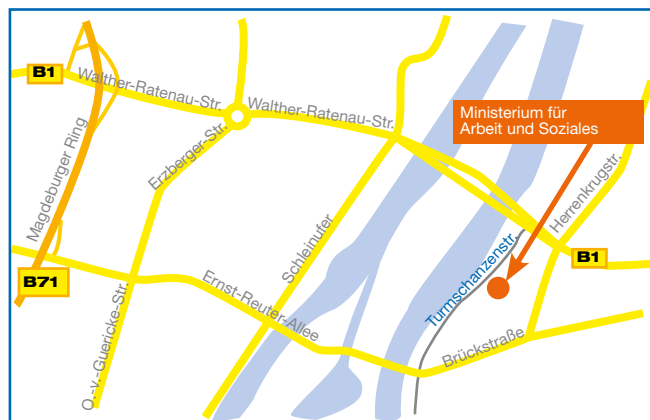 B1
Walther-Ratenau-Str.
Walther-Ratenau-Str.
Ministerium für
Arbeit und Soziales
Magdeburger Ring
Erzberger-Str.
Herrenkrugstr.
Schleinufer
Turmschanzenstr.
B1
B71
O.-v.-Guericke-Str.
Ernst-Reuter-Allee
Brückstraße